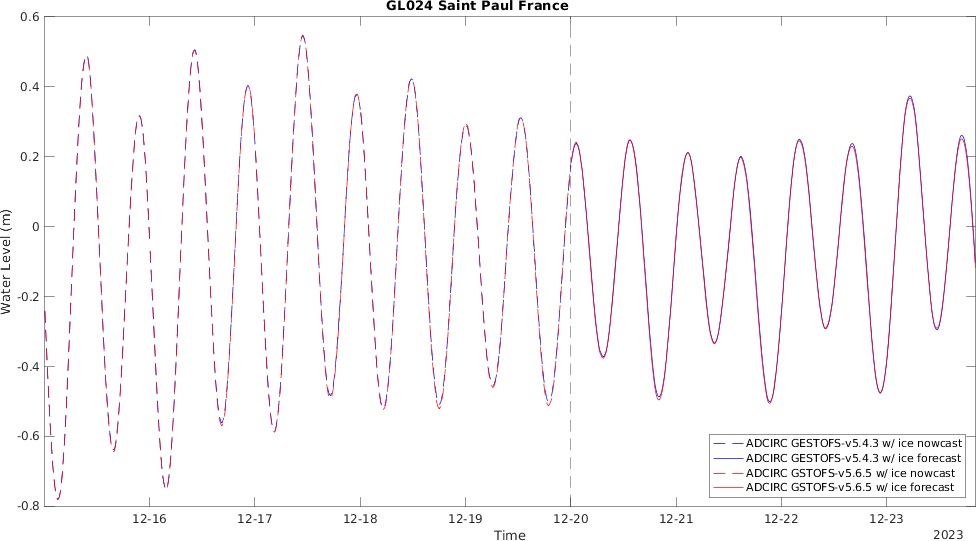 GL024 Saint Paul France
0.6
0.4
0.2
0
-0.2
-0.4
-0.6
-0.8
Water Level (m)
ADCIRC GESTOFS-v5.4.3 w/ ice nowcast
ADCIRC GESTOFS-v5.4.3 w/ ice forecast
ADCIRC GSTOFS-v5.6.5 w/ ice nowcast
ADCIRC GSTOFS-v5.6.5 w/ ice forecast
12-16 12-17 12-18 12-19 12-20 12-21 12-22 12-23
Time
2023